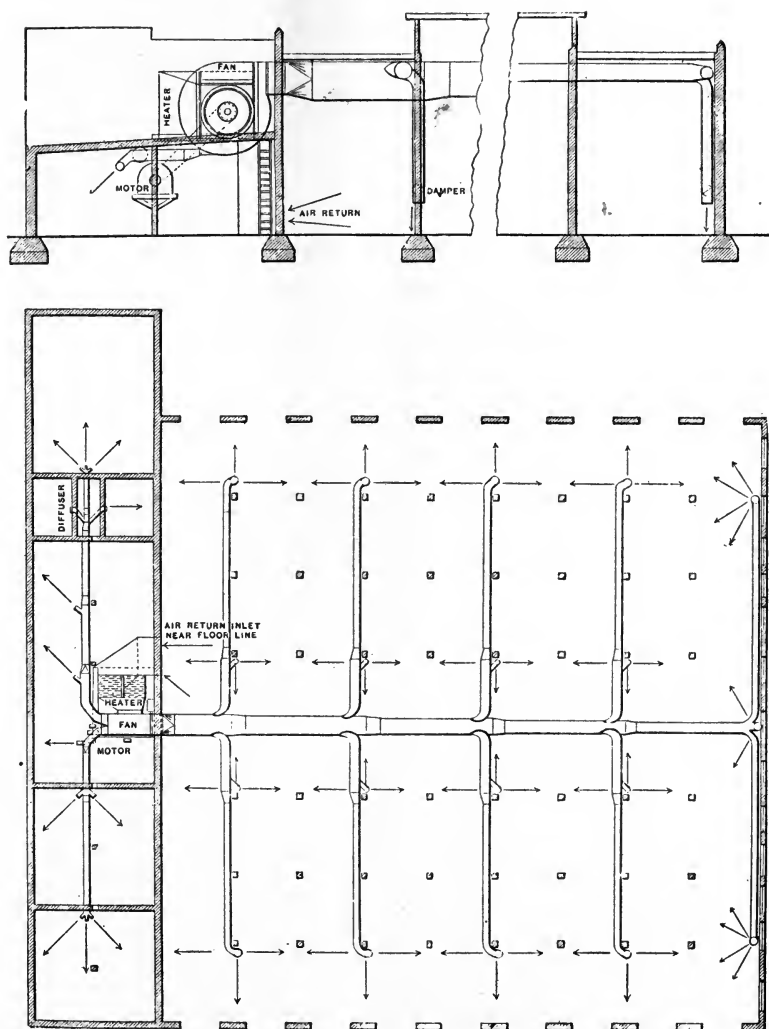 FAN
HEATER
MOTOR
DAMPER
AIR RETURN
DIFFUSER
AIR RETURN INLET
NEAR FLOOR LINE
HEATER
FAN
MOTOR